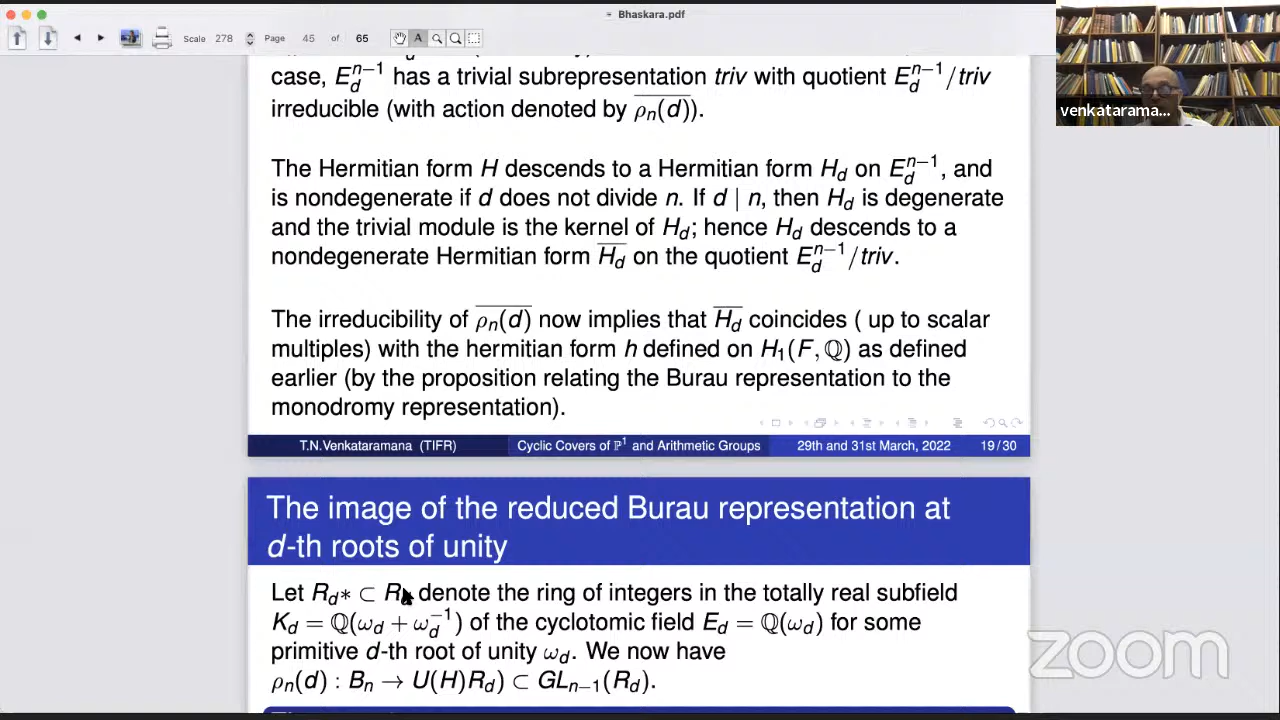 Bhaskara.pdf
Scale 278 Page 45 of 65
case, E_d^{n−1} has a trivial subrepresentation triv with quotient E_d^{n−1}/triv
irreducible (with action denoted by \overline{ρ_n(d)}).
The Hermitian form H descends to a Hermitian form H_d on E_d^{n−1}, and
is nondegenerate if d does not divide n. If d | n, then H_d is degenerate
and the trivial module is the kernel of H_d; hence H_d descends to a
nondegenerate Hermitian form \overline{H_d} on the quotient E_d^{n−1}/triv.
The irreducibility of \overline{ρ_n(d)} now implies that \overline{H_d} coincides ( up to scalar
multiples) with the hermitian form h defined on H_1(F, ℚ) as defined
earlier (by the proposition relating the Burau representation to the
monodromy representation).
T.N.Venkataramana (TIFR) Cyclic Covers of ℙ^1 and Arithmetic Groups 29th and 31st March, 2022 19/30
The image of the reduced Burau representation at
d-th roots of unity
Let R_d* ⊂ R denote the ring of integers in the totally real subfield
K_d = ℚ(ω_d + ω_d^{−1}) of the cyclotomic field E_d = ℚ(ω_d) for some
primitive d-th root of unity ω_d. We now have
ρ_n(d) : B_n → U(H)R_d) ⊂ GL_{n−1}(R_d).
venkatarama...
zoom